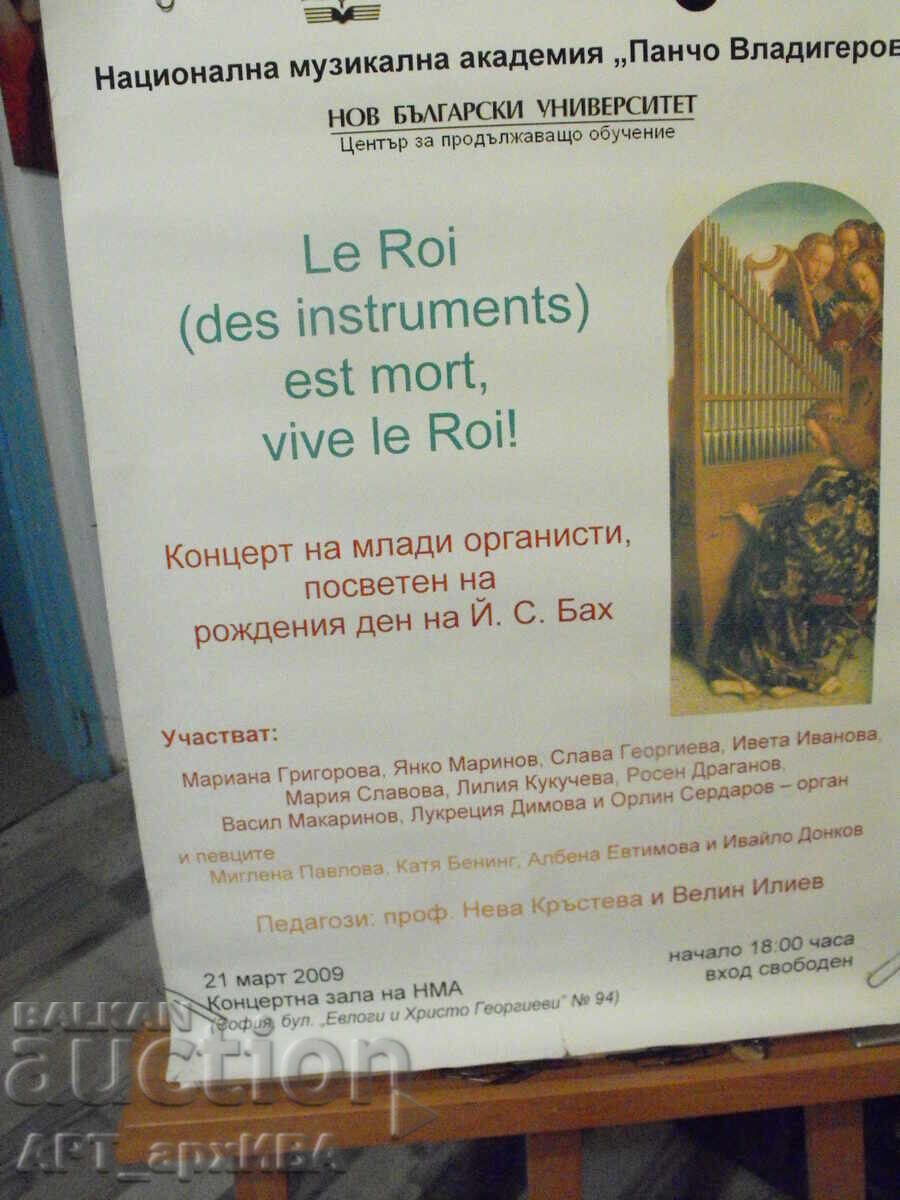 Национална музикална академия „Панчо Владигеров
НОВ БЪЛГАРСКИ УНИВЕРСИТЕТ
Център за продължаващо обучение
Le Roi
(des instruments)
est mort,
vive le Roi!
Концерт на млади органисти,
посветен на
рождения ден на Й. С. Бах
Участват:
Мариана Григорова, Янко Маринов, Слава Георгиева, Ивета Иванова,
Мария Славова, Лилия Кукучева, Росен Драганов,
Васил Макаринов, Лукреция Димова и Орлин Сердаров – орган
и певците
Миглена Павлова, Катя Бенинг, Албена Евтимова и Ивайло Донков
Педагози: проф. Нева Кръстева и Велин Илиев
21 март 2009
Концертна зала на НМА
(София, бул. „Евлоги и Христо Георгиеви" № 94)
начало 18:00 часа
вход свободен
BALKAN
auction
АРТ_архИВА